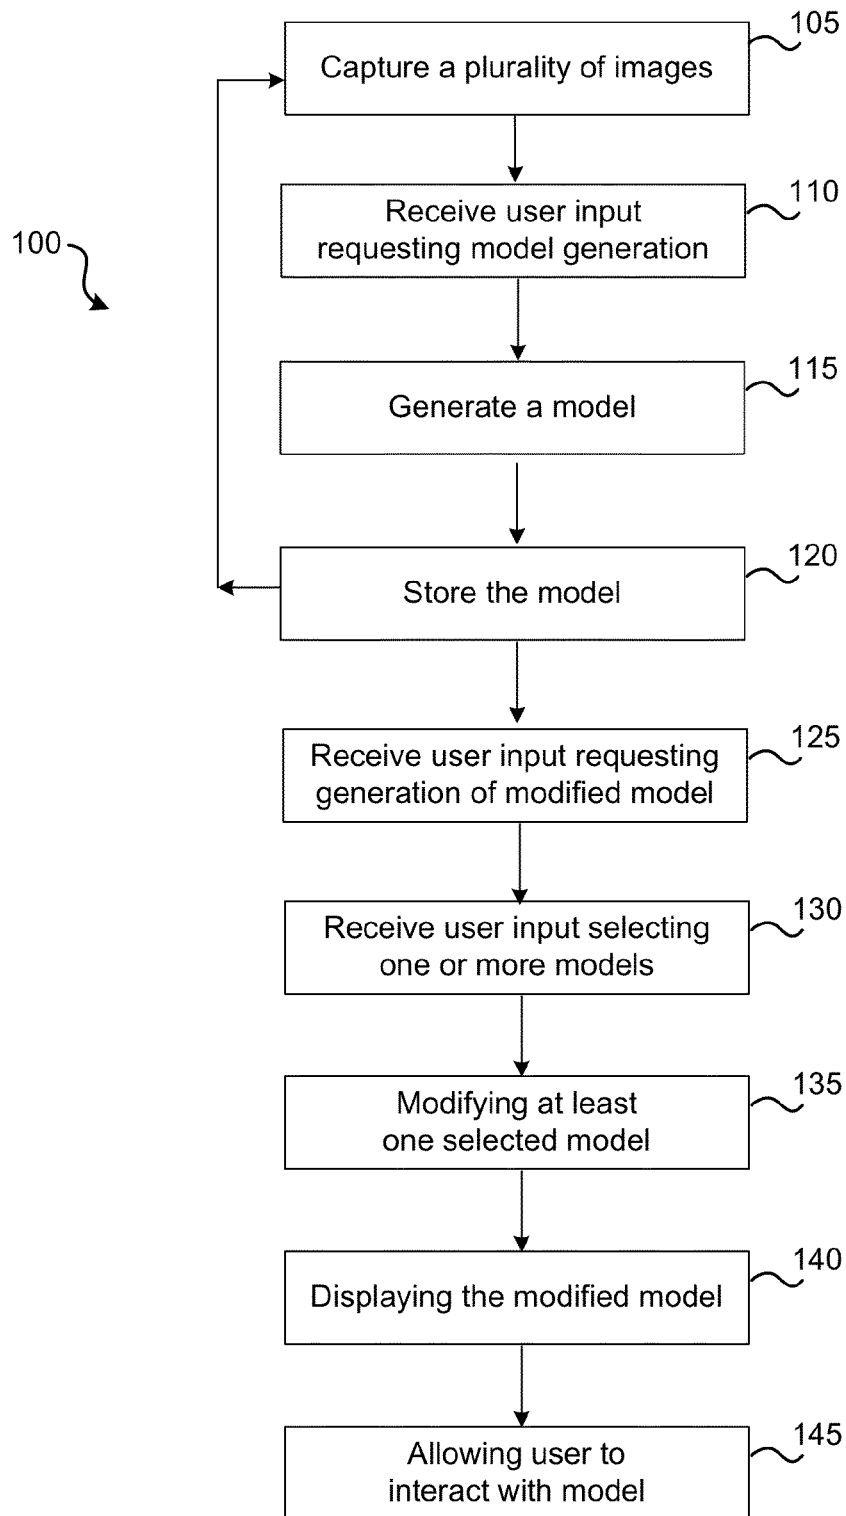 105
Capture a plurality of images
110
Receive user input
requesting model generation
100
115
Generate a model
120
Store the model
125
Receive user input requesting
generation of modified model
130
Receive user input selecting
one or more models
135
Modifying at least
one selected model
140
Displaying the modified model
145
Allowing user to
interact with model